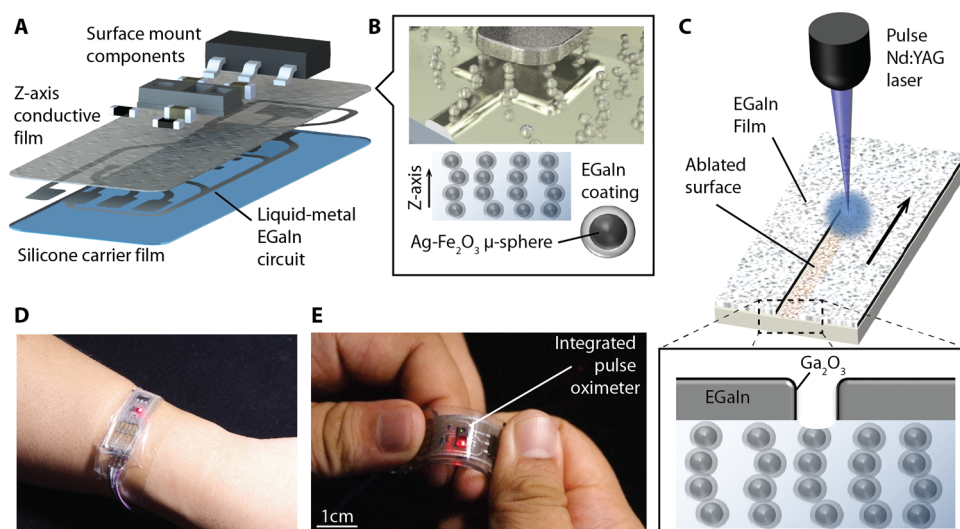 A
Surface mount
components
Z-axis
conductive
film
Liquid-metal
EGaIn
circuit
Silicone carrier film
B
Z-axis
EGaIn
coating
Ag-Fe₂O₃ μ-sphere
C
Pulse
Nd:YAG
laser
EGaIn
Film
Ablated
surface
Ga₂O₃
EGaIn
D
E
Integrated
pulse
oximeter
1cm